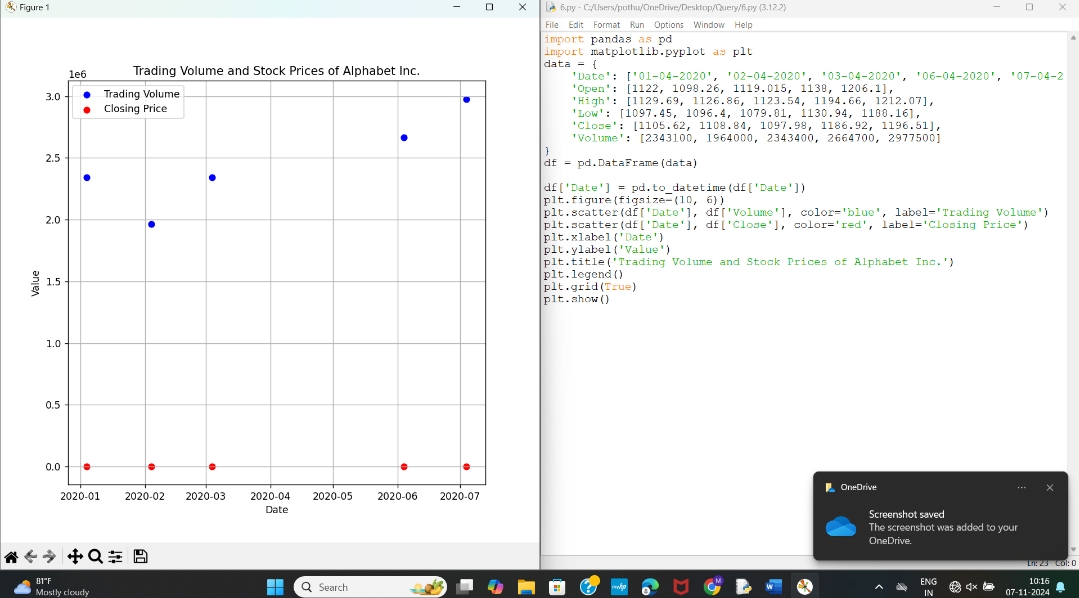 Figure 1
1e6
Trading Volume and Stock Prices of Alphabet Inc.
Trading Volume
Closing Price
3.0
2.5
2.0
1.5
1.0
0.5
0.0
Value
2020-01 2020-02 2020-03 2020-04 2020-05 2020-06 2020-07
Date
6.py - C:/Users/pothu/OneDrive/Desktop/Query/6.py (3.12.2)
File Edit Format Run Options Window Help
import pandas as pd
import matplotlib.pyplot as plt
data = {
'Date': ['01-04-2020', '02-04-2020', '03-04-2020', '06-04-2020', '07-04-2
'Open': [1122, 1098.26, 1119.015, 1138, 1206.1],
'High': [1129.69, 1126.86, 1123.54, 1194.66, 1212.07],
'Low': [1097.45, 1096.4, 1079.81, 1130.94, 1188.16],
'Close': [1105.62, 1108.84, 1097.98, 1186.92, 1196.51],
'Volume': [2343100, 1964000, 2343400, 2664700, 2977500]
}
df = pd.DataFrame(data)
df['Date'] = pd.to_datetime(df['Date'])
plt.figure(figsize=(10, 6))
plt.scatter(df['Date'], df['Volume'], color='blue', label='Trading Volume')
plt.scatter(df['Date'], df['Close'], color='red', label='Closing Price')
plt.xlabel('Date')
plt.ylabel('Value')
plt.title('Trading Volume and Stock Prices of Alphabet Inc.')
plt.legend()
plt.grid(True)
plt.show()
OneDrive
Screenshot saved
The screenshot was added to your
OneDrive.
Ln: 23 Col: 0
81°F
Mostly cloudy
Search
ENG
IN
10:16
07-11-2024